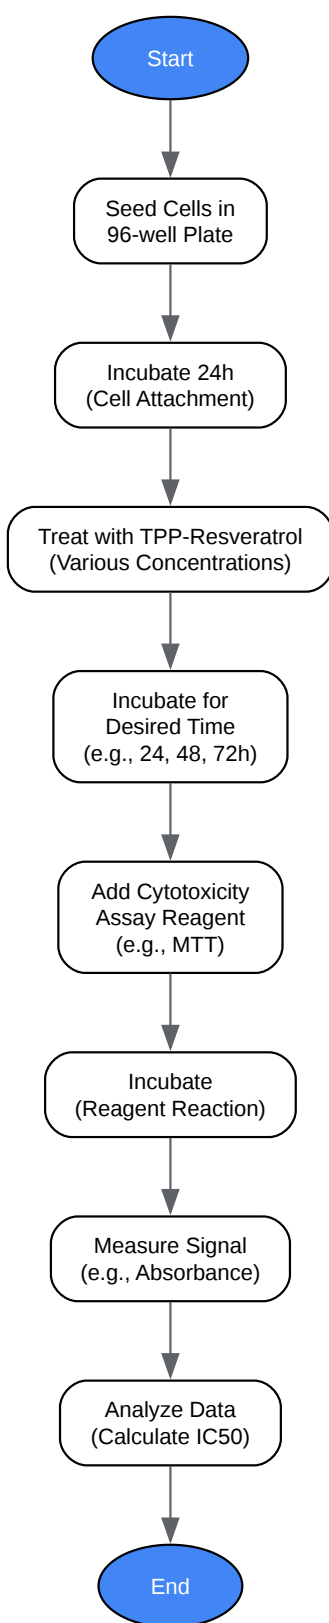 Start
Seed Cells in
96-well Plate
Incubate 24h
(Cell Attachment)
Treat with TPP-Resveratrol
(Various Concentrations)
Incubate for
Desired Time
(e.g., 24, 48, 72h)
Add Cytotoxicity
Assay Reagent
(e.g., MTT)
Incubate
(Reagent Reaction)
Measure Signal
(e.g., Absorbance)
Analyze Data
(Calculate IC50)
End